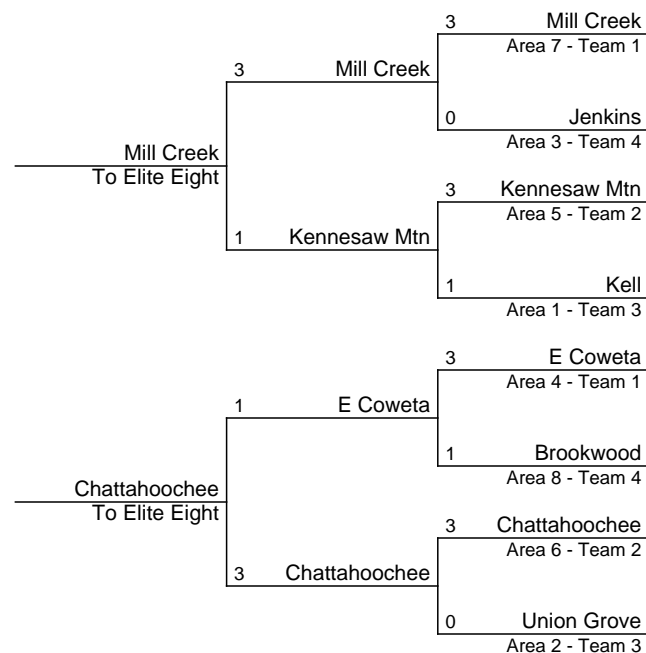 3 Mill Creek
Area 7 - Team 1
3 Mill Creek
0 Jenkins
Area 3 - Team 4
Mill Creek
To Elite Eight
3 Kennesaw Mtn
Area 5 - Team 2
1 Kennesaw Mtn
1 Kell
Area 1 - Team 3
3 E Coweta
Area 4 - Team 1
1 E Coweta
1 Brookwood
Area 8 - Team 4
Chattahoochee
To Elite Eight
3 Chattahoochee
Area 6 - Team 2
3 Chattahoochee
0 Union Grove
Area 2 - Team 3